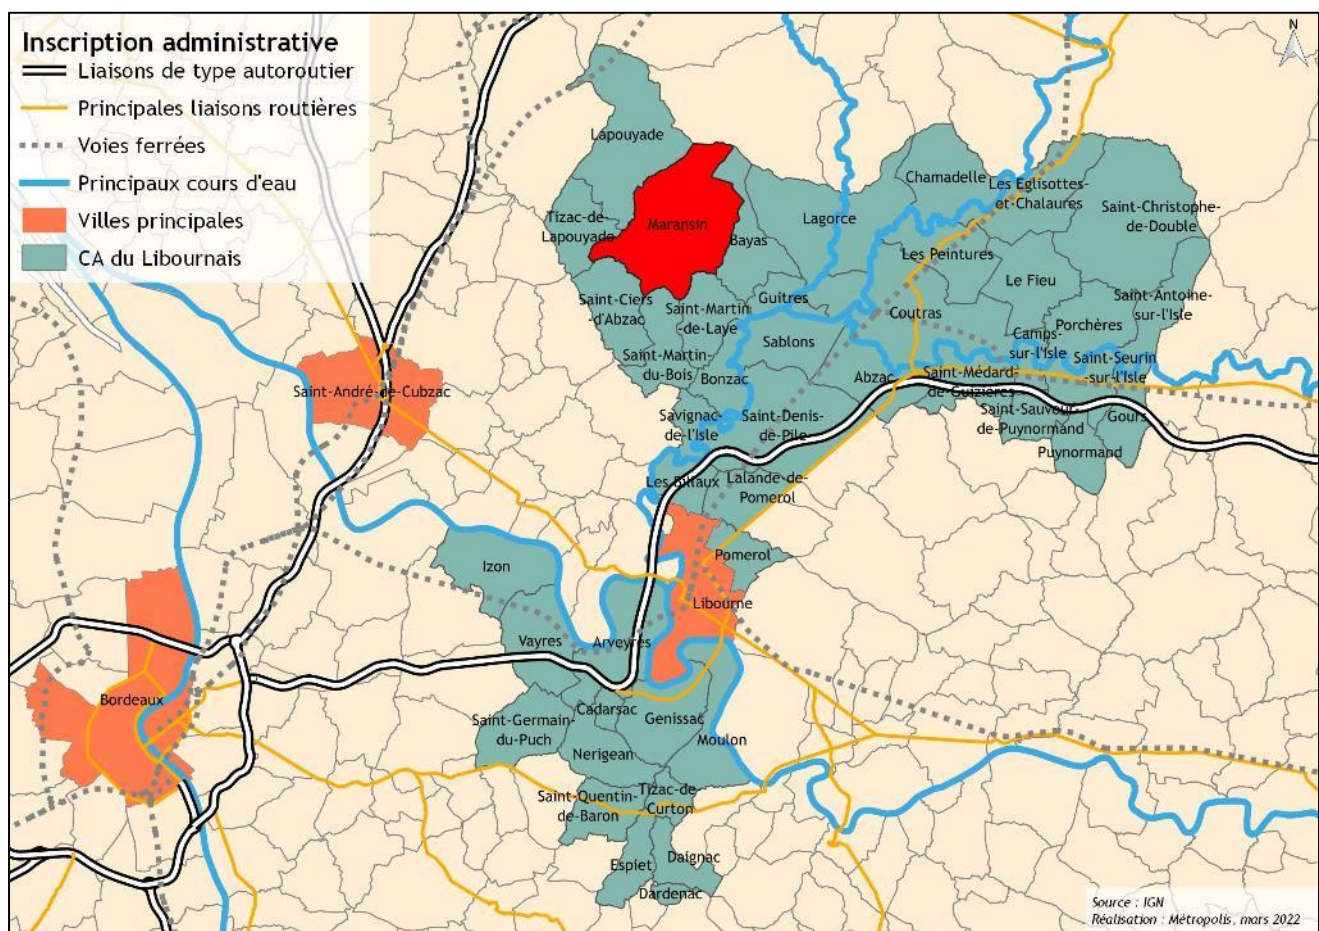 Inscription administrative
Liaisons de type autoroutier
Principales liaisons routières
Voies ferrées
Principaux cours d'eau
Villes principales
CA du Libournais
N
Lapouyade
Maransin
Tizac-de-
Lapouyade
Bayas
Lagorce
Chamadelle
Les Eglisottes-
et-Chalaures
Saint-Christophe-
de-Double
Les Peintures
Le Fieu
Saint-Ciers
-d'Abzac
Saint-Martin
-de-Laye
Guitres
Coutras
Saint-Antoine-
sur-l'Isle
Porchères
Camps-
sur-l'Isle
Sablons
Saint-Martin-
du-Bois
Bonzac
Abzac
Saint-Médard-
de-Guizières
Saint-Seurin
-sur-l'Isle
Saint-André-de-Cubzac
Savignac-
de-l'Isle
Saint-Denis-
de-Pile
Saint-Sauveur-
de-Puynormand
Gours
Puynormand
Les Billaux
Lalande-de-
Pomerol
Pomerol
Izon
Libourne
Vayres
Arveyres
Bordeaux
Cadarsac
Saint-Germain-
du-Puch
Genissac
Moulon
Nerigean
Saint-Quentin-
de-Baron
Tizac-de-
Curton
Espiet
Daignac
Dardenac
Source : IGN
Réalisation : Métropolis, mars 2022